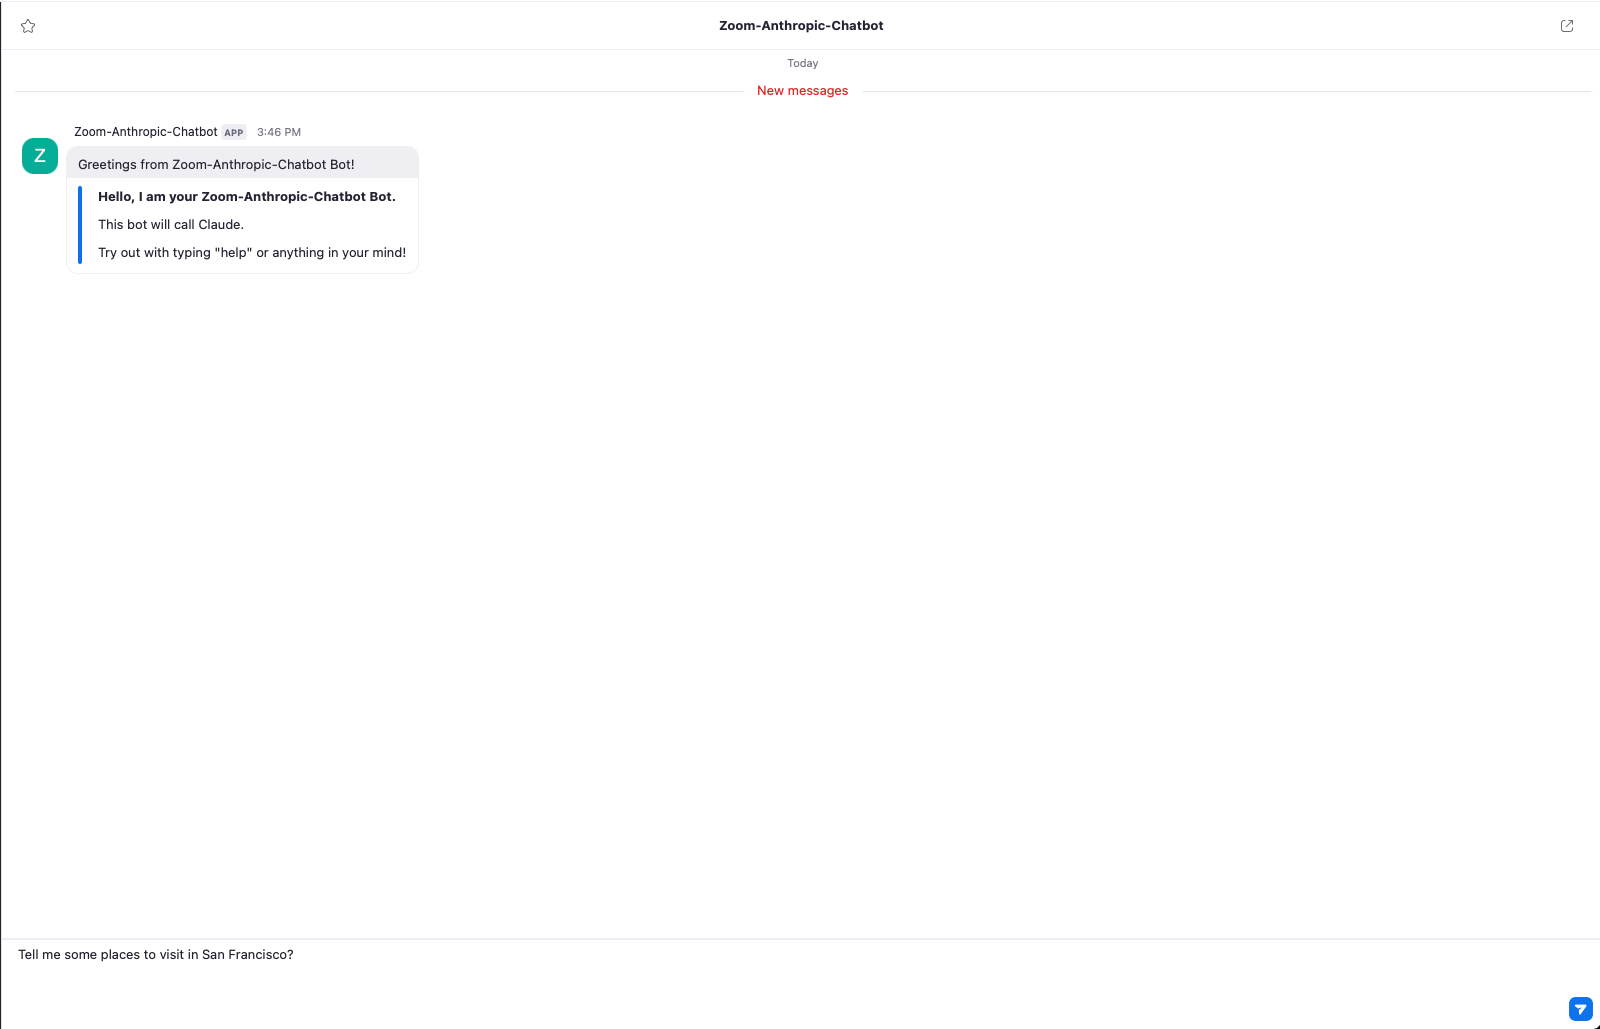 Zoom-Anthropic-Chatbot
Today
New messages
Zoom-Anthropic-Chatbot APP 3:46 PM
Z
Greetings from Zoom-Anthropic-Chatbot Bot!
Hello, I am your Zoom-Anthropic-Chatbot Bot.
This bot will call Claude.
Try out with typing "help" or anything in your mind!
Tell me some places to visit in San Francisco?